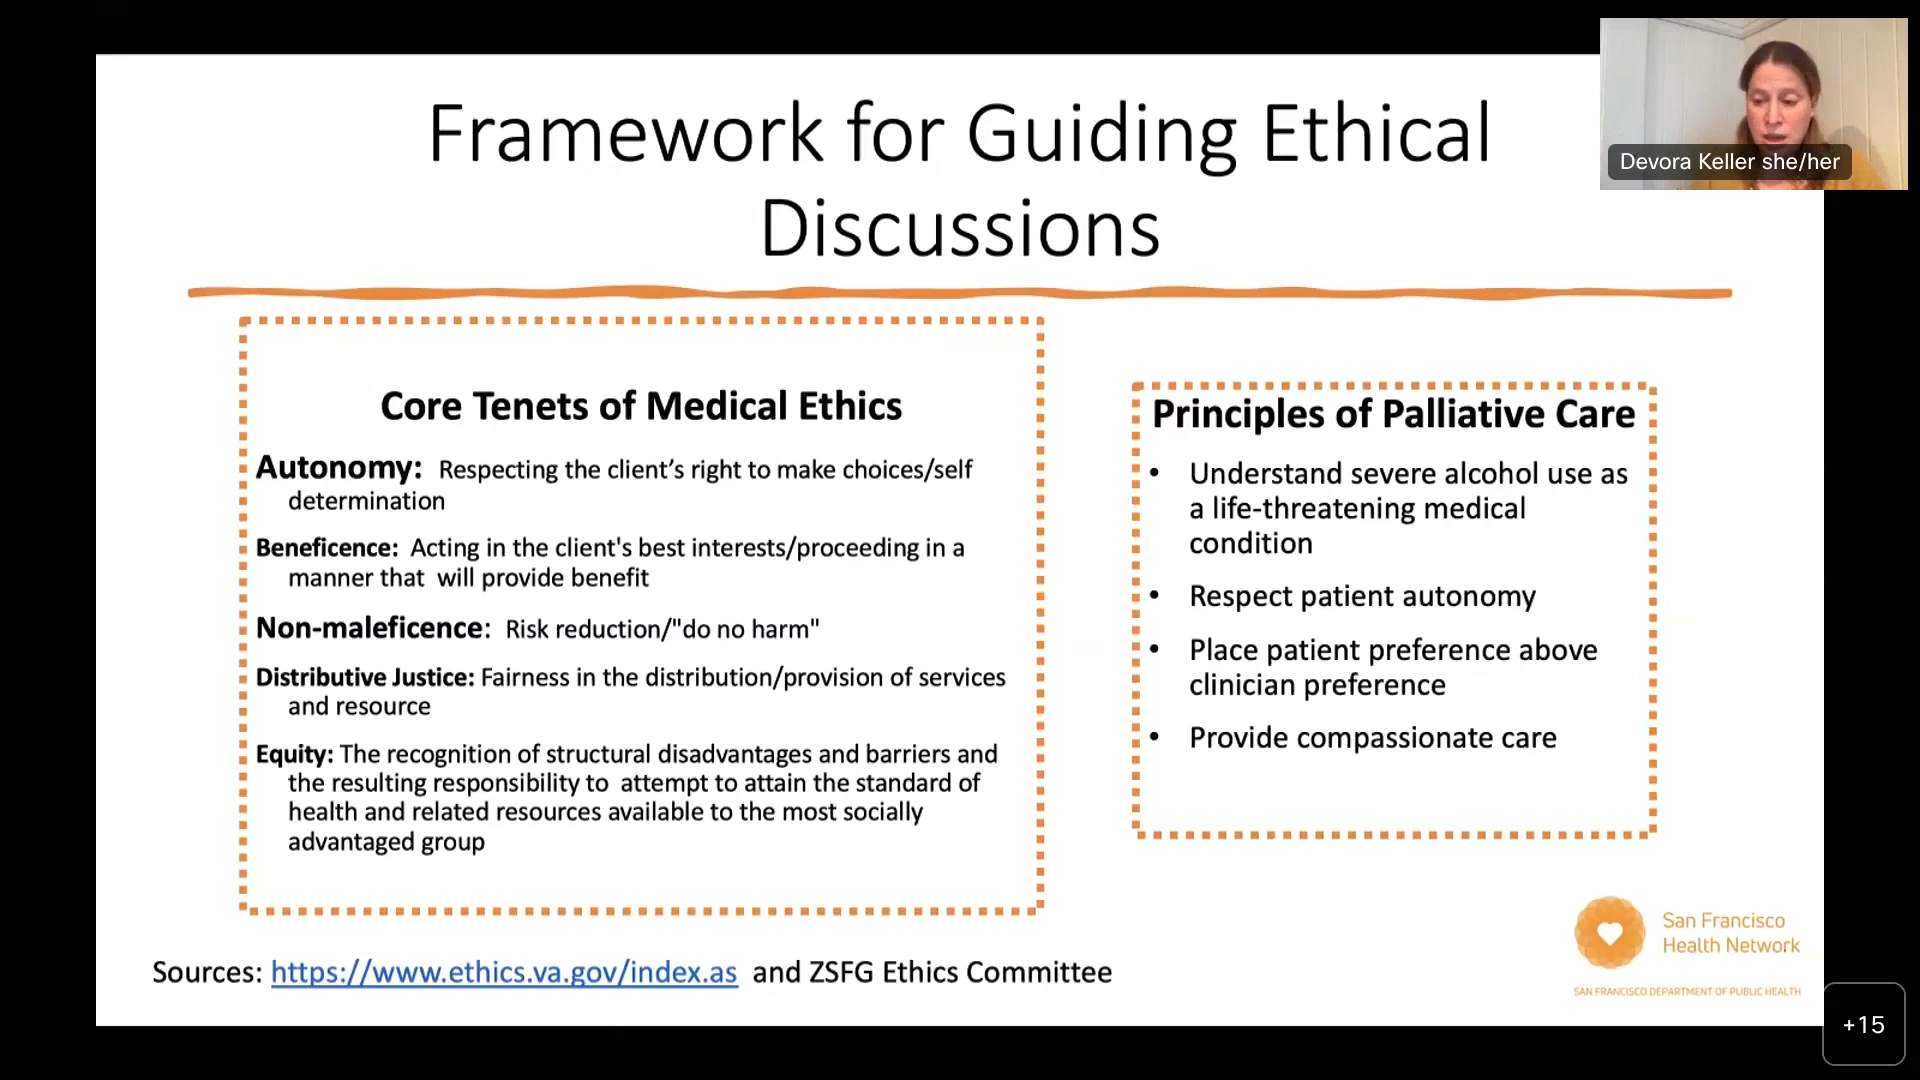 Framework for Guiding Ethical
Discussions
Devora Keller she/her
Core Tenets of Medical Ethics
Autonomy: Respecting the client’s right to make choices/self
determination
Beneficence: Acting in the client's best interests/proceeding in a
manner that will provide benefit
Non-maleficence: Risk reduction/"do no harm"
Distributive Justice: Fairness in the distribution/provision of services
and resource
Equity: The recognition of structural disadvantages and barriers and
the resulting responsibility to attempt to attain the standard of
health and related resources available to the most socially
advantaged group
Principles of Palliative Care
• Understand severe alcohol use as
a life-threatening medical
condition
• Respect patient autonomy
• Place patient preference above
clinician preference
• Provide compassionate care
Sources: https://www.ethics.va.gov/index.as and ZSFG Ethics Committee
San Francisco
Health Network
SAN FRANCISCO DEPARTMENT OF PUBLIC HEALTH
+15